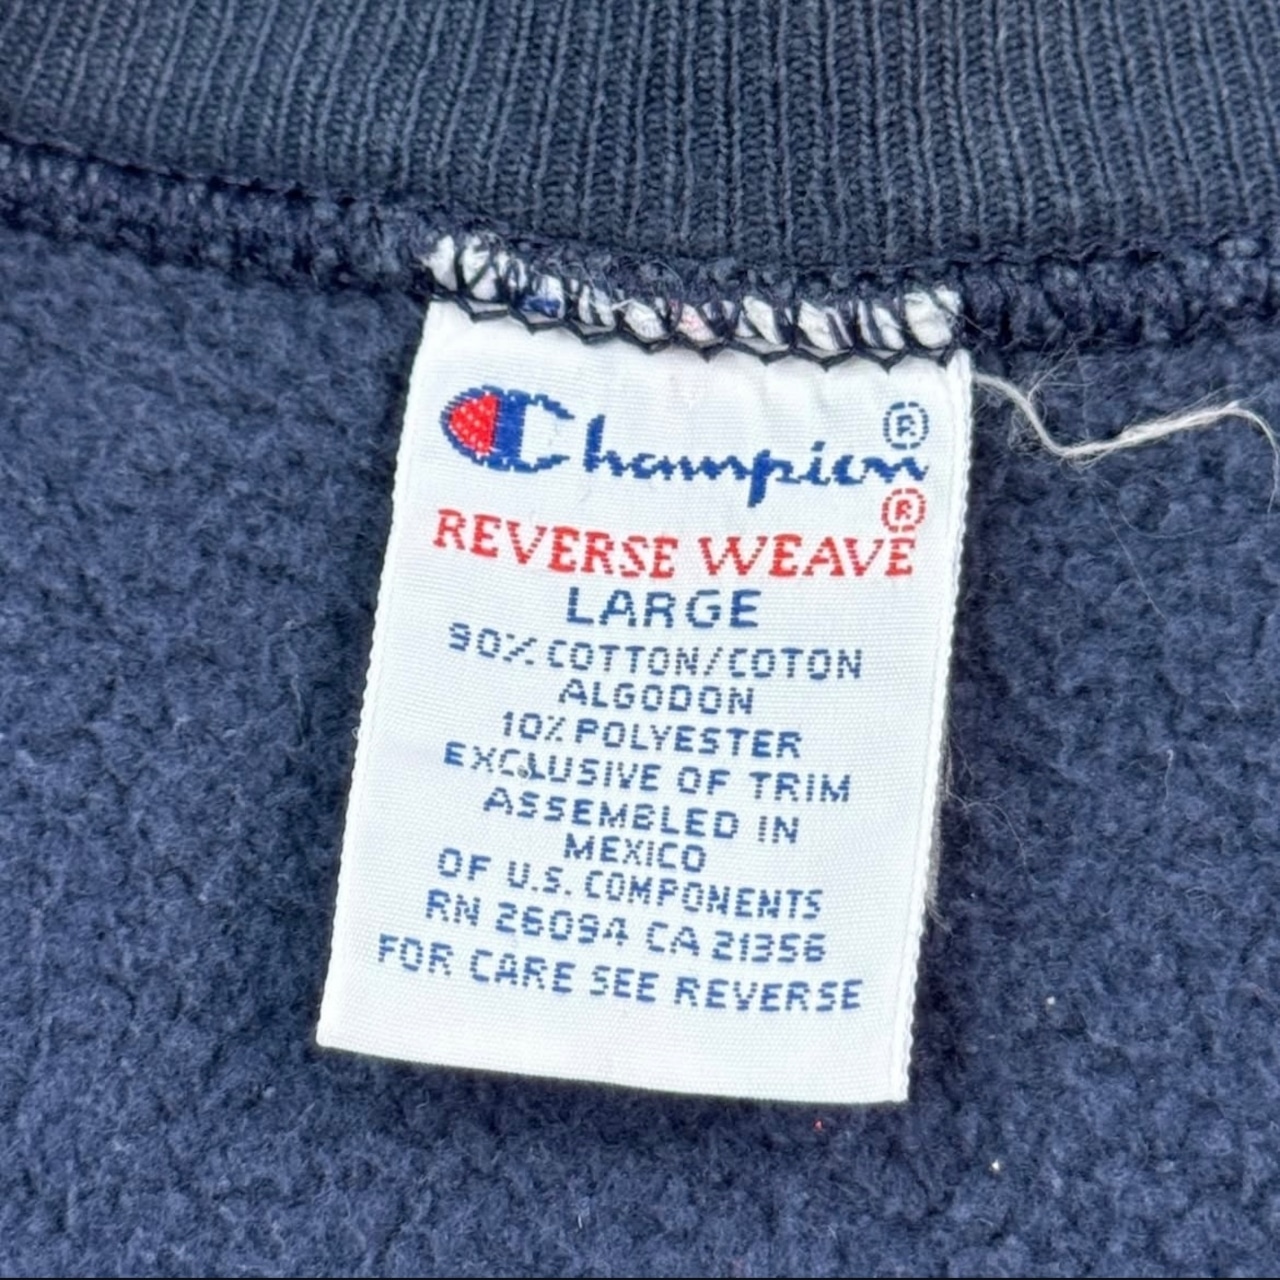 Champion®
REVERSE WEAVE®
LARGE
90% COTTON/COTON
ALGODON
10% POLYESTER
EXCLUSIVE OF TRIM
ASSEMBLED IN
MEXICO
OF U.S. COMPONENTS
RN 26094 CA 21356
FOR CARE SEE REVERSE